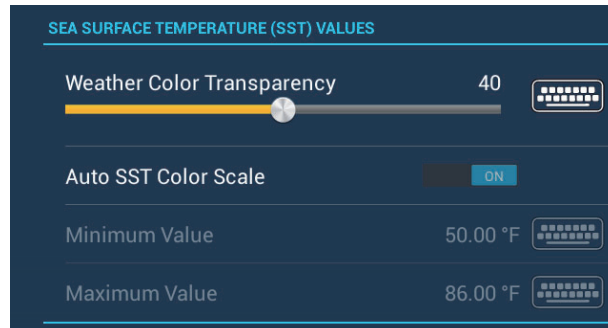 SEA SURFACE TEMPERATURE (SST) VALUES
Weather Color Transparency 40
Auto SST Color Scale ON
Minimum Value 50.00 °F
Maximum Value 86.00 °F